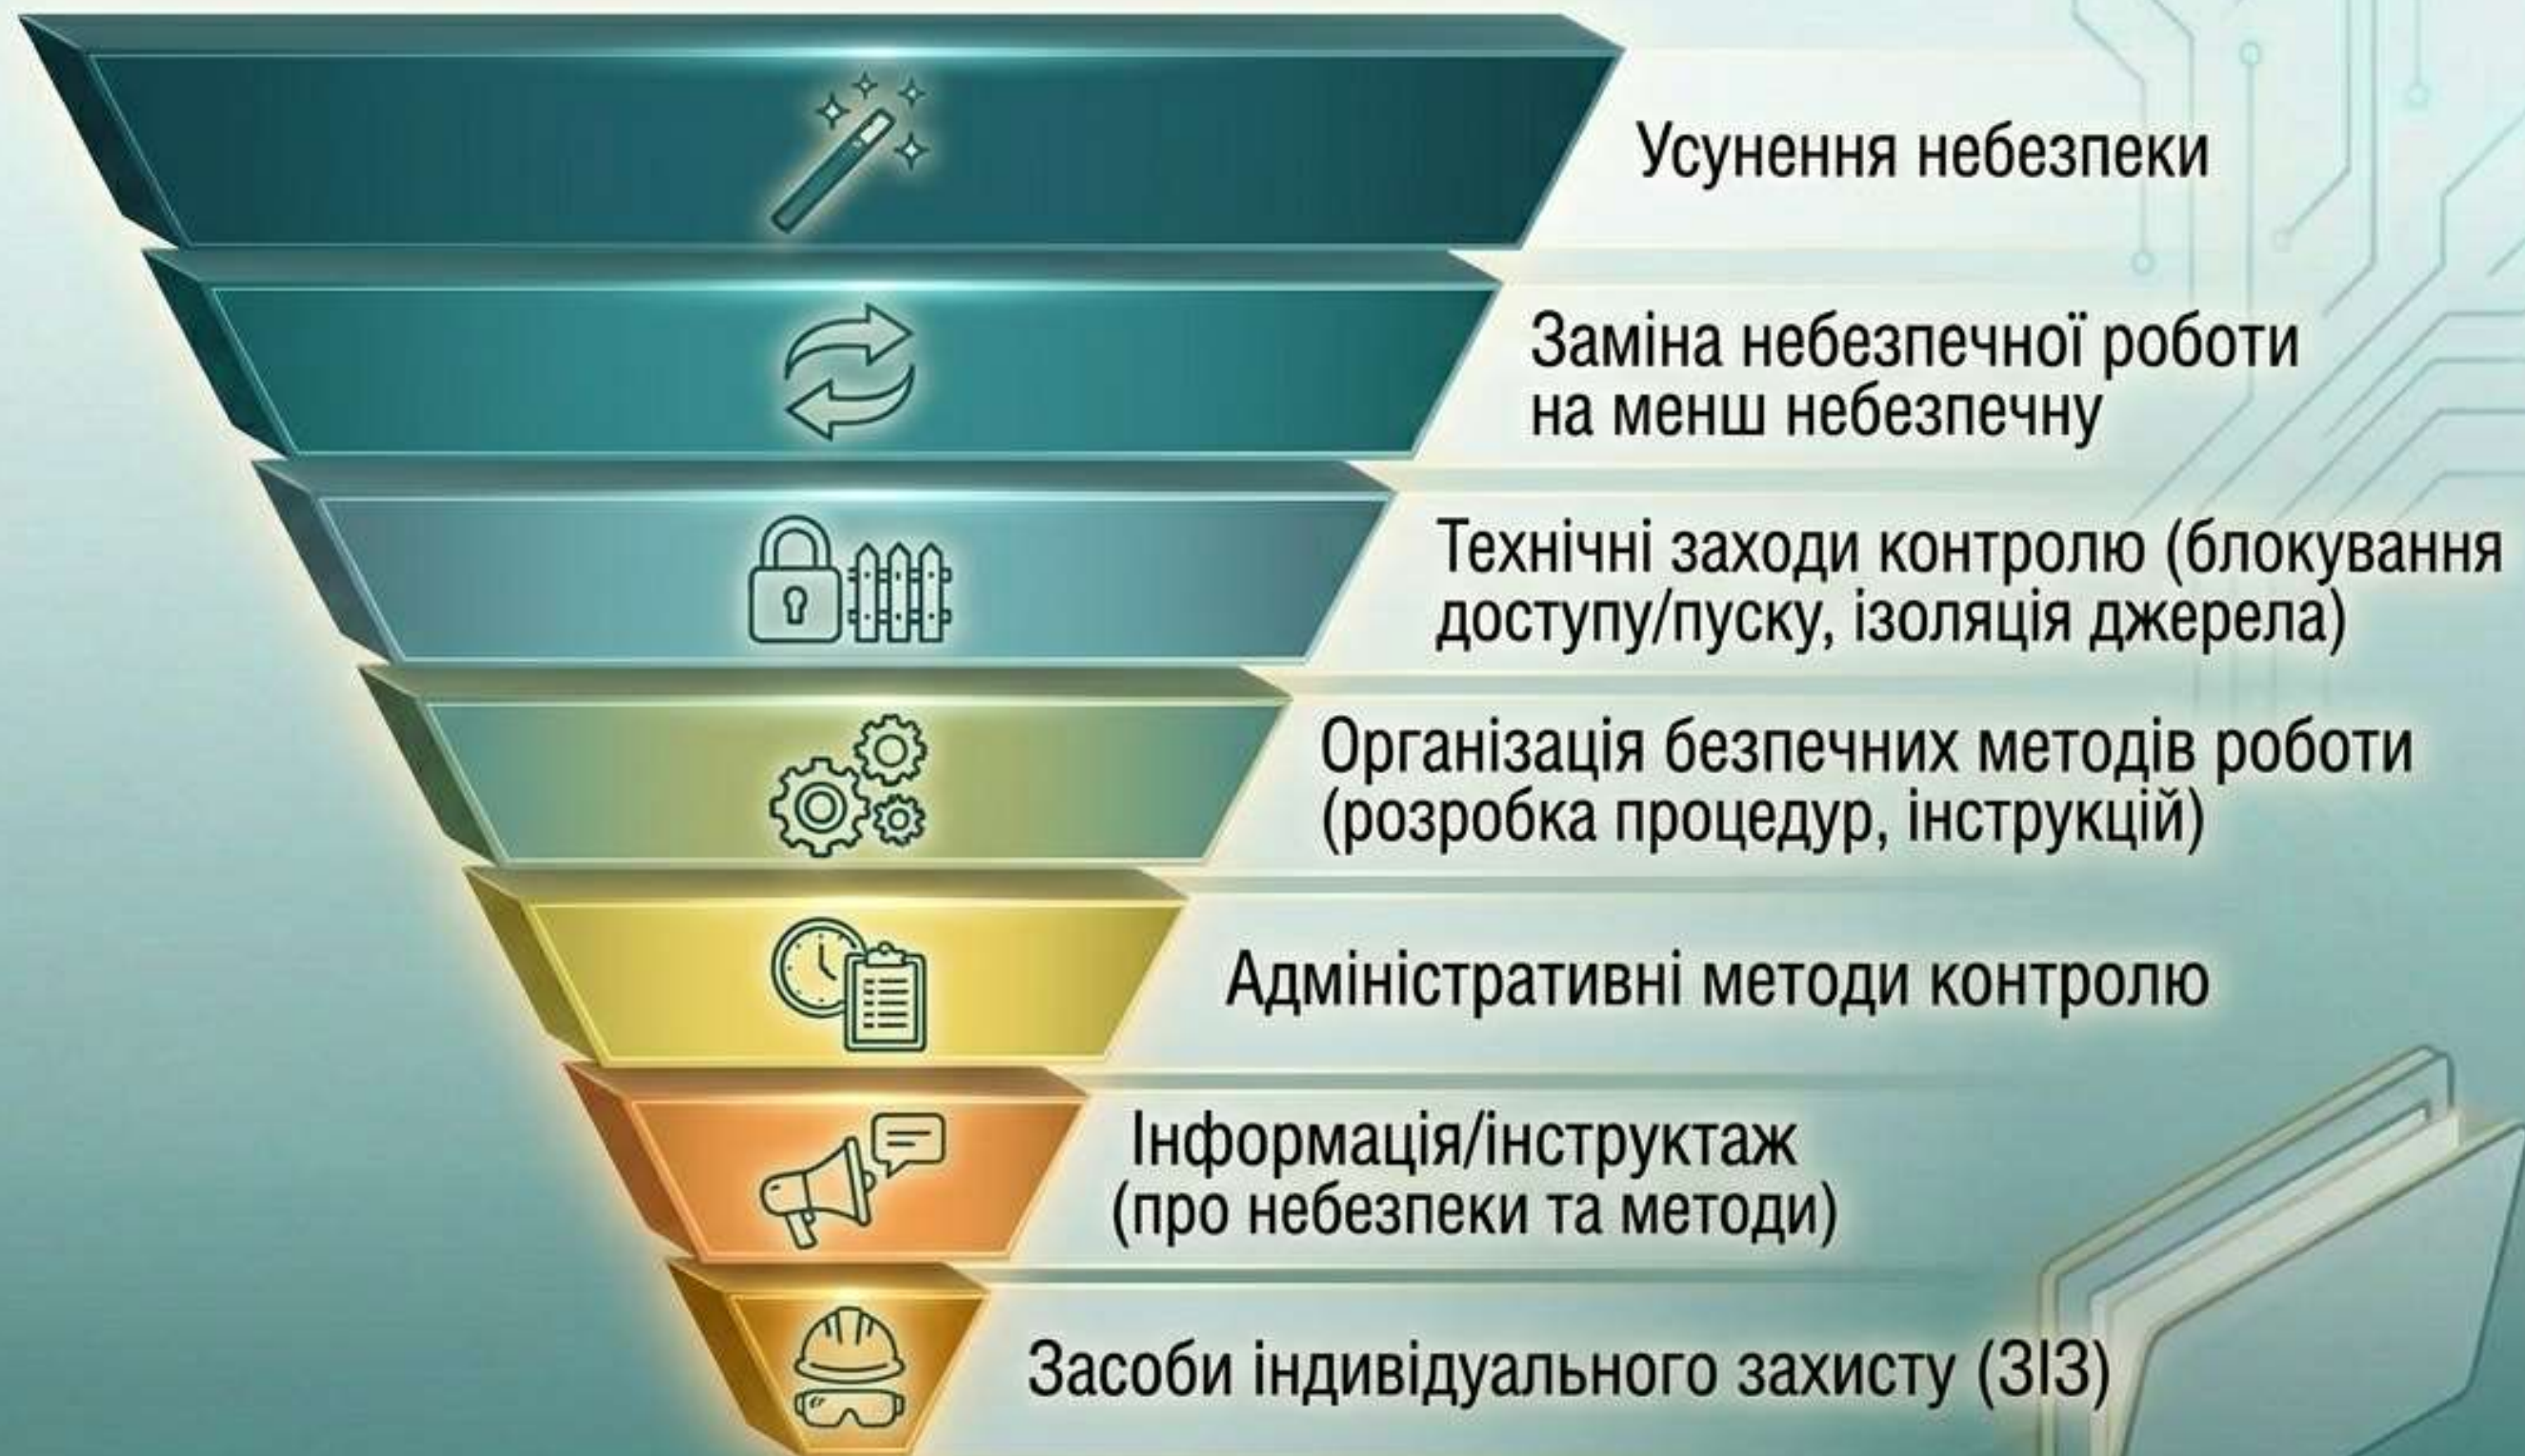 Усунення небезпеки
Заміна небезпечної роботи
на менш небезпечну
Технічні заходи контролю (блокування
доступу/пуску, ізоляція джерела)
Організація безпечних методів роботи
(розробка процедур, інструкцій)
Адміністративні методи контролю
Інформація/інструктаж
(про небезпеки та методи)
Засоби індивідуального захисту (ЗІЗ)